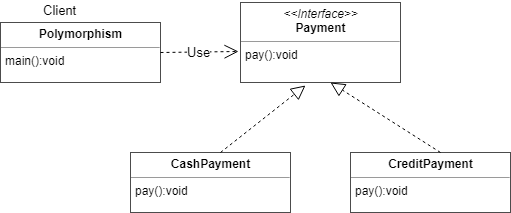 Client
Polymorphism
main():void
Use
<<Interface>>
Payment
pay():void
CashPayment
pay():void
CreditPayment
pay():void